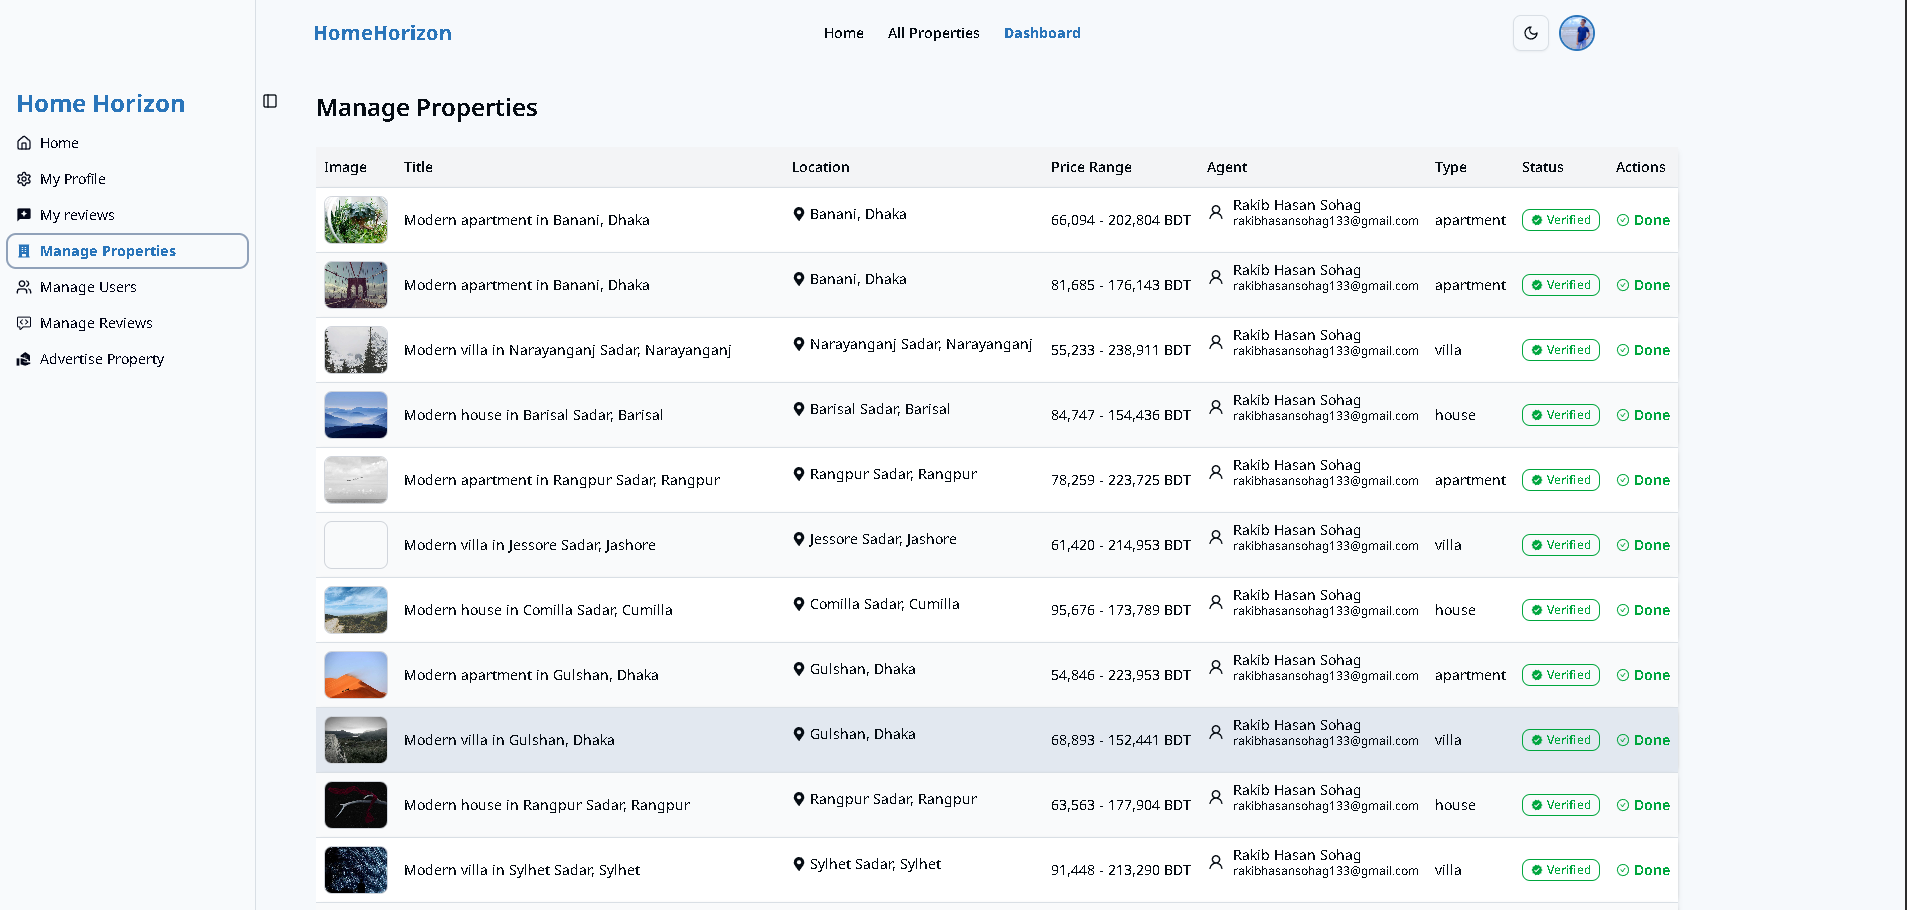 HomeHorizon
Home All Properties Dashboard
Home Horizon
Home
My Profile
My reviews
Manage Properties
Manage Users
Manage Reviews
Advertise Property
Manage Properties
Image Title Location Price Range Agent Type Status Actions
Modern apartment in Banani, Dhaka Banani, Dhaka 66,094 - 202,804 BDT Rakib Hasan Sohag rakibhasansohag133@gmail.com apartment Verified Done
Modern apartment in Banani, Dhaka Banani, Dhaka 81,685 - 176,143 BDT Rakib Hasan Sohag rakibhasansohag133@gmail.com apartment Verified Done
Modern villa in Narayanganj Sadar, Narayanganj Narayanganj Sadar, Narayanganj 55,233 - 238,911 BDT Rakib Hasan Sohag rakibhasansohag133@gmail.com villa Verified Done
Modern house in Barisal Sadar, Barisal Barisal Sadar, Barisal 84,747 - 154,436 BDT Rakib Hasan Sohag rakibhasansohag133@gmail.com house Verified Done
Modern apartment in Rangpur Sadar, Rangpur Rangpur Sadar, Rangpur 78,259 - 223,725 BDT Rakib Hasan Sohag rakibhasansohag133@gmail.com apartment Verified Done
Modern villa in Jessore Sadar, Jashore Jessore Sadar, Jashore 61,420 - 214,953 BDT Rakib Hasan Sohag rakibhasansohag133@gmail.com villa Verified Done
Modern house in Comilla Sadar, Cumilla Comilla Sadar, Cumilla 95,676 - 173,789 BDT Rakib Hasan Sohag rakibhasansohag133@gmail.com house Verified Done
Modern apartment in Gulshan, Dhaka Gulshan, Dhaka 54,846 - 223,953 BDT Rakib Hasan Sohag rakibhasansohag133@gmail.com apartment Verified Done
Modern villa in Gulshan, Dhaka Gulshan, Dhaka 68,893 - 152,441 BDT Rakib Hasan Sohag rakibhasansohag133@gmail.com villa Verified Done
Modern house in Rangpur Sadar, Rangpur Rangpur Sadar, Rangpur 63,563 - 177,904 BDT Rakib Hasan Sohag rakibhasansohag133@gmail.com house Verified Done
Modern villa in Sylhet Sadar, Sylhet Sylhet Sadar, Sylhet 91,448 - 213,290 BDT Rakib Hasan Sohag rakibhasansohag133@gmail.com villa Verified Done